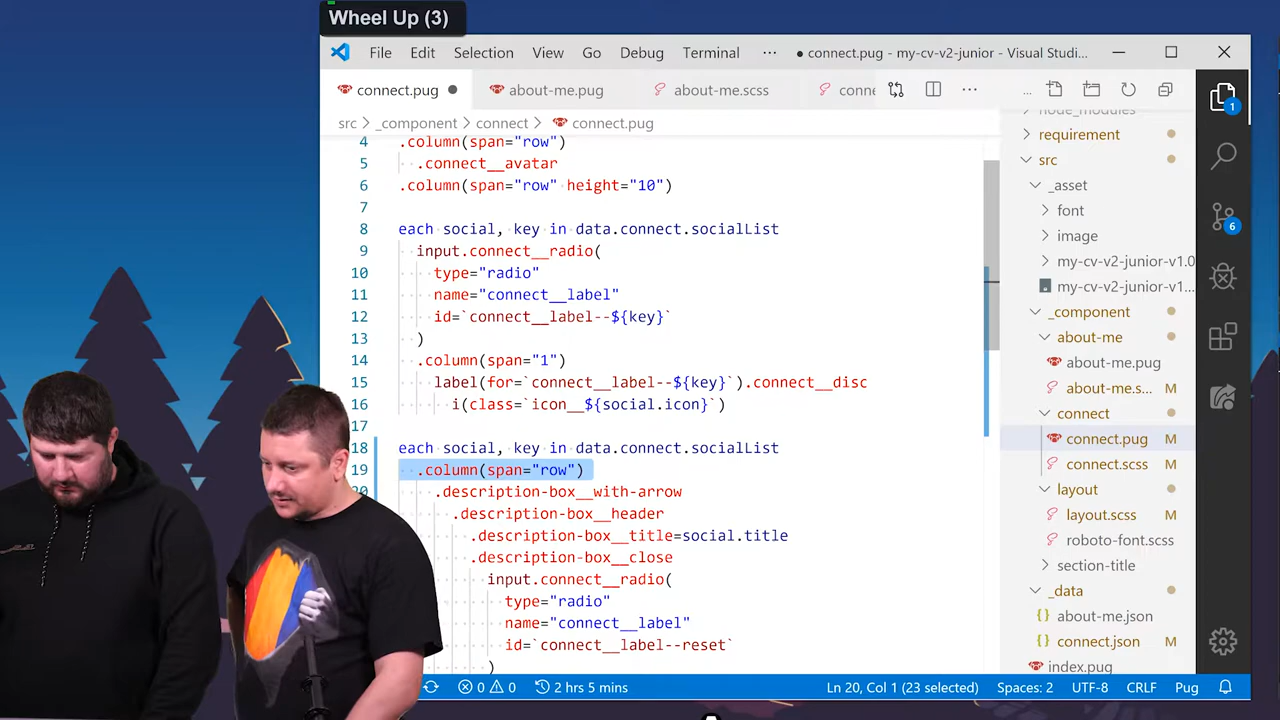 Wheel Up (3)
File Edit Selection View Go Debug Terminal ··· ● connect.pug - my-cv-v2-junior - Visual Studi...
connect.pug ● about-me.pug about-me.scss conne ···
src › _component › connect › connect.pug
4 .column(span="row")
5 .connect__avatar
6 .column(span="row" height="10")
7
8 each social, key in data.connect.socialList
9 input.connect__radio(
10 type="radio"
11 name="connect__label"
12 id=`connect__label--${key}`
13 )
14 .column(span="1")
15 label(for=`connect__label--${key}`).connect__disc
16 i(class=`icon__${social.icon}`)
17
18 each social, key in data.connect.socialList
19 .column(span="row")
20 .description-box__with-arrow
.description-box__header
.description-box__title=social.title
.description-box__close
input.connect__radio(
type="radio"
name="connect__label"
id=`connect__label--reset`
)
...
node_modules
requirement
src
_asset
font
image
my-cv-v2-junior-v1.0
my-cv-v2-junior-v1...
_component
about-me
about-me.pug
about-me.s... M
connect
connect.pug M
connect.scss M
layout
layout.scss M
roboto-font.scss
section-title
_data
about-me.json
connect.json M
index.pug
1
6
0 0 2 hrs 5 mins Ln 20, Col 1 (23 selected) Spaces: 2 UTF-8 CRLF Pug